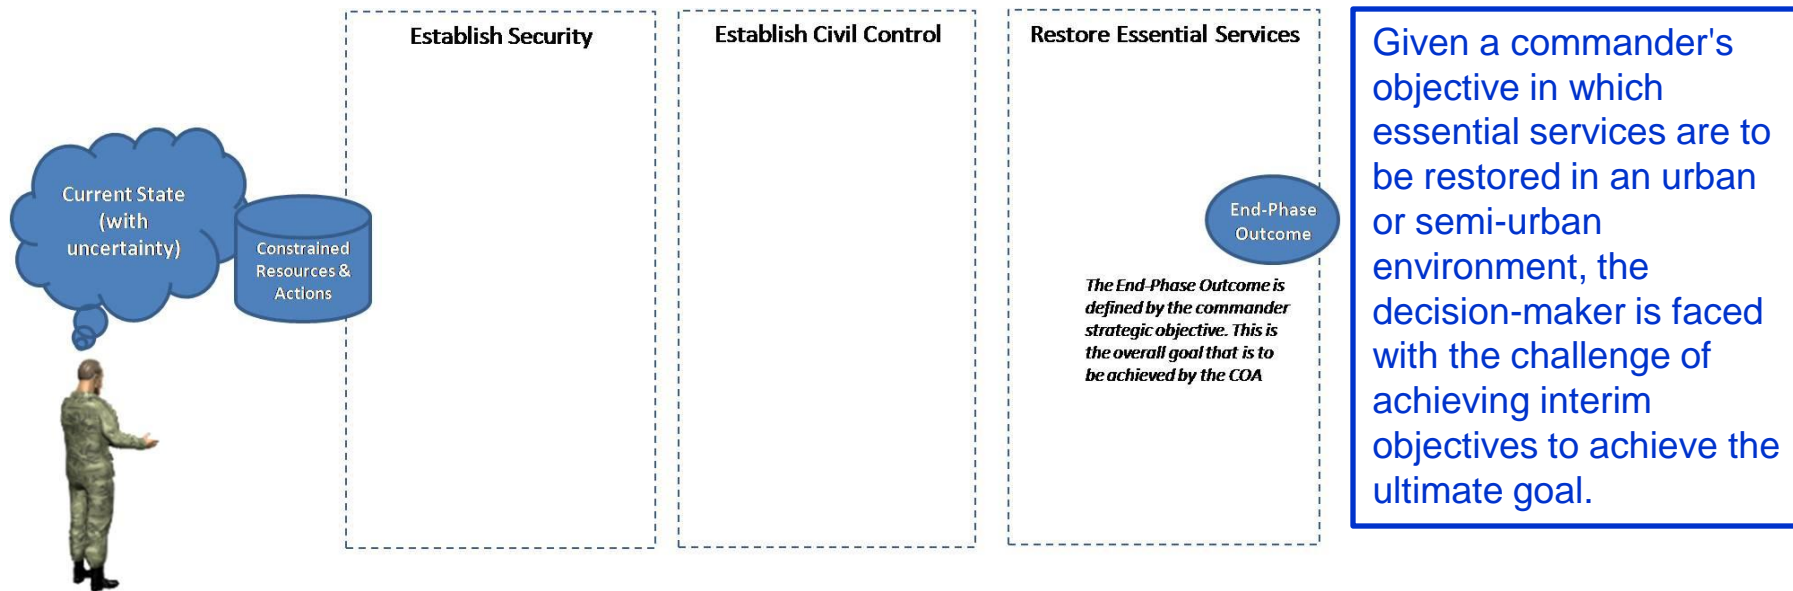 Establish Security
Establish Civil Control
Restore Essential Services
Current State
(with
uncertainty)
Constrained
Resources &
Actions
End-Phase
Outcome
The End-Phase Outcome is
defined by the commander
strategic objective. This is
the overall goal that is to
be achieved by the COA
Given a commander's
objective in which
essential services are to
be restored in an urban
or semi-urban
environment, the
decision-maker is faced
with the challenge of
achieving interim
objectives to achieve the
ultimate goal.